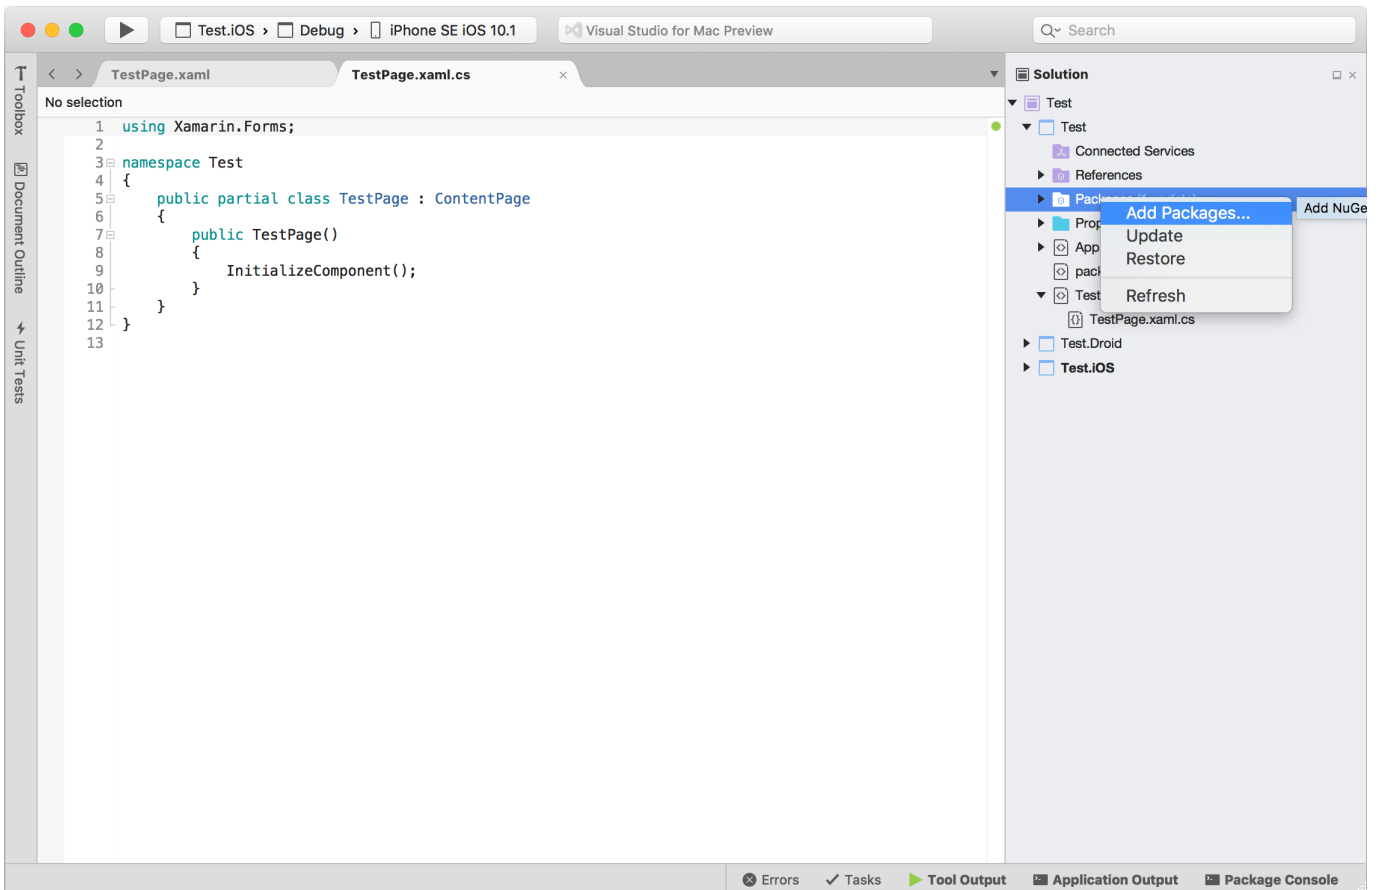 Test.iOS › Debug › iPhone SE iOS 10.1
Visual Studio for Mac Preview
Search
Toolbox
Document Outline
Unit Tests
TestPage.xaml
TestPage.xaml.cs
No selection
1 using Xamarin.Forms;
2
3 namespace Test
4 {
5 public partial class TestPage : ContentPage
6 {
7 public TestPage()
8 {
9 InitializeComponent();
10 }
11 }
12 }
13
Solution
Test
Test
Connected Services
References
Pac
Prop
App
pack
Test
TestPage.xaml.cs
Test.Droid
Test.iOS
Add Packages...
Update
Restore
Refresh
Add NuGe
Errors
Tasks
Tool Output
Application Output
Package Console